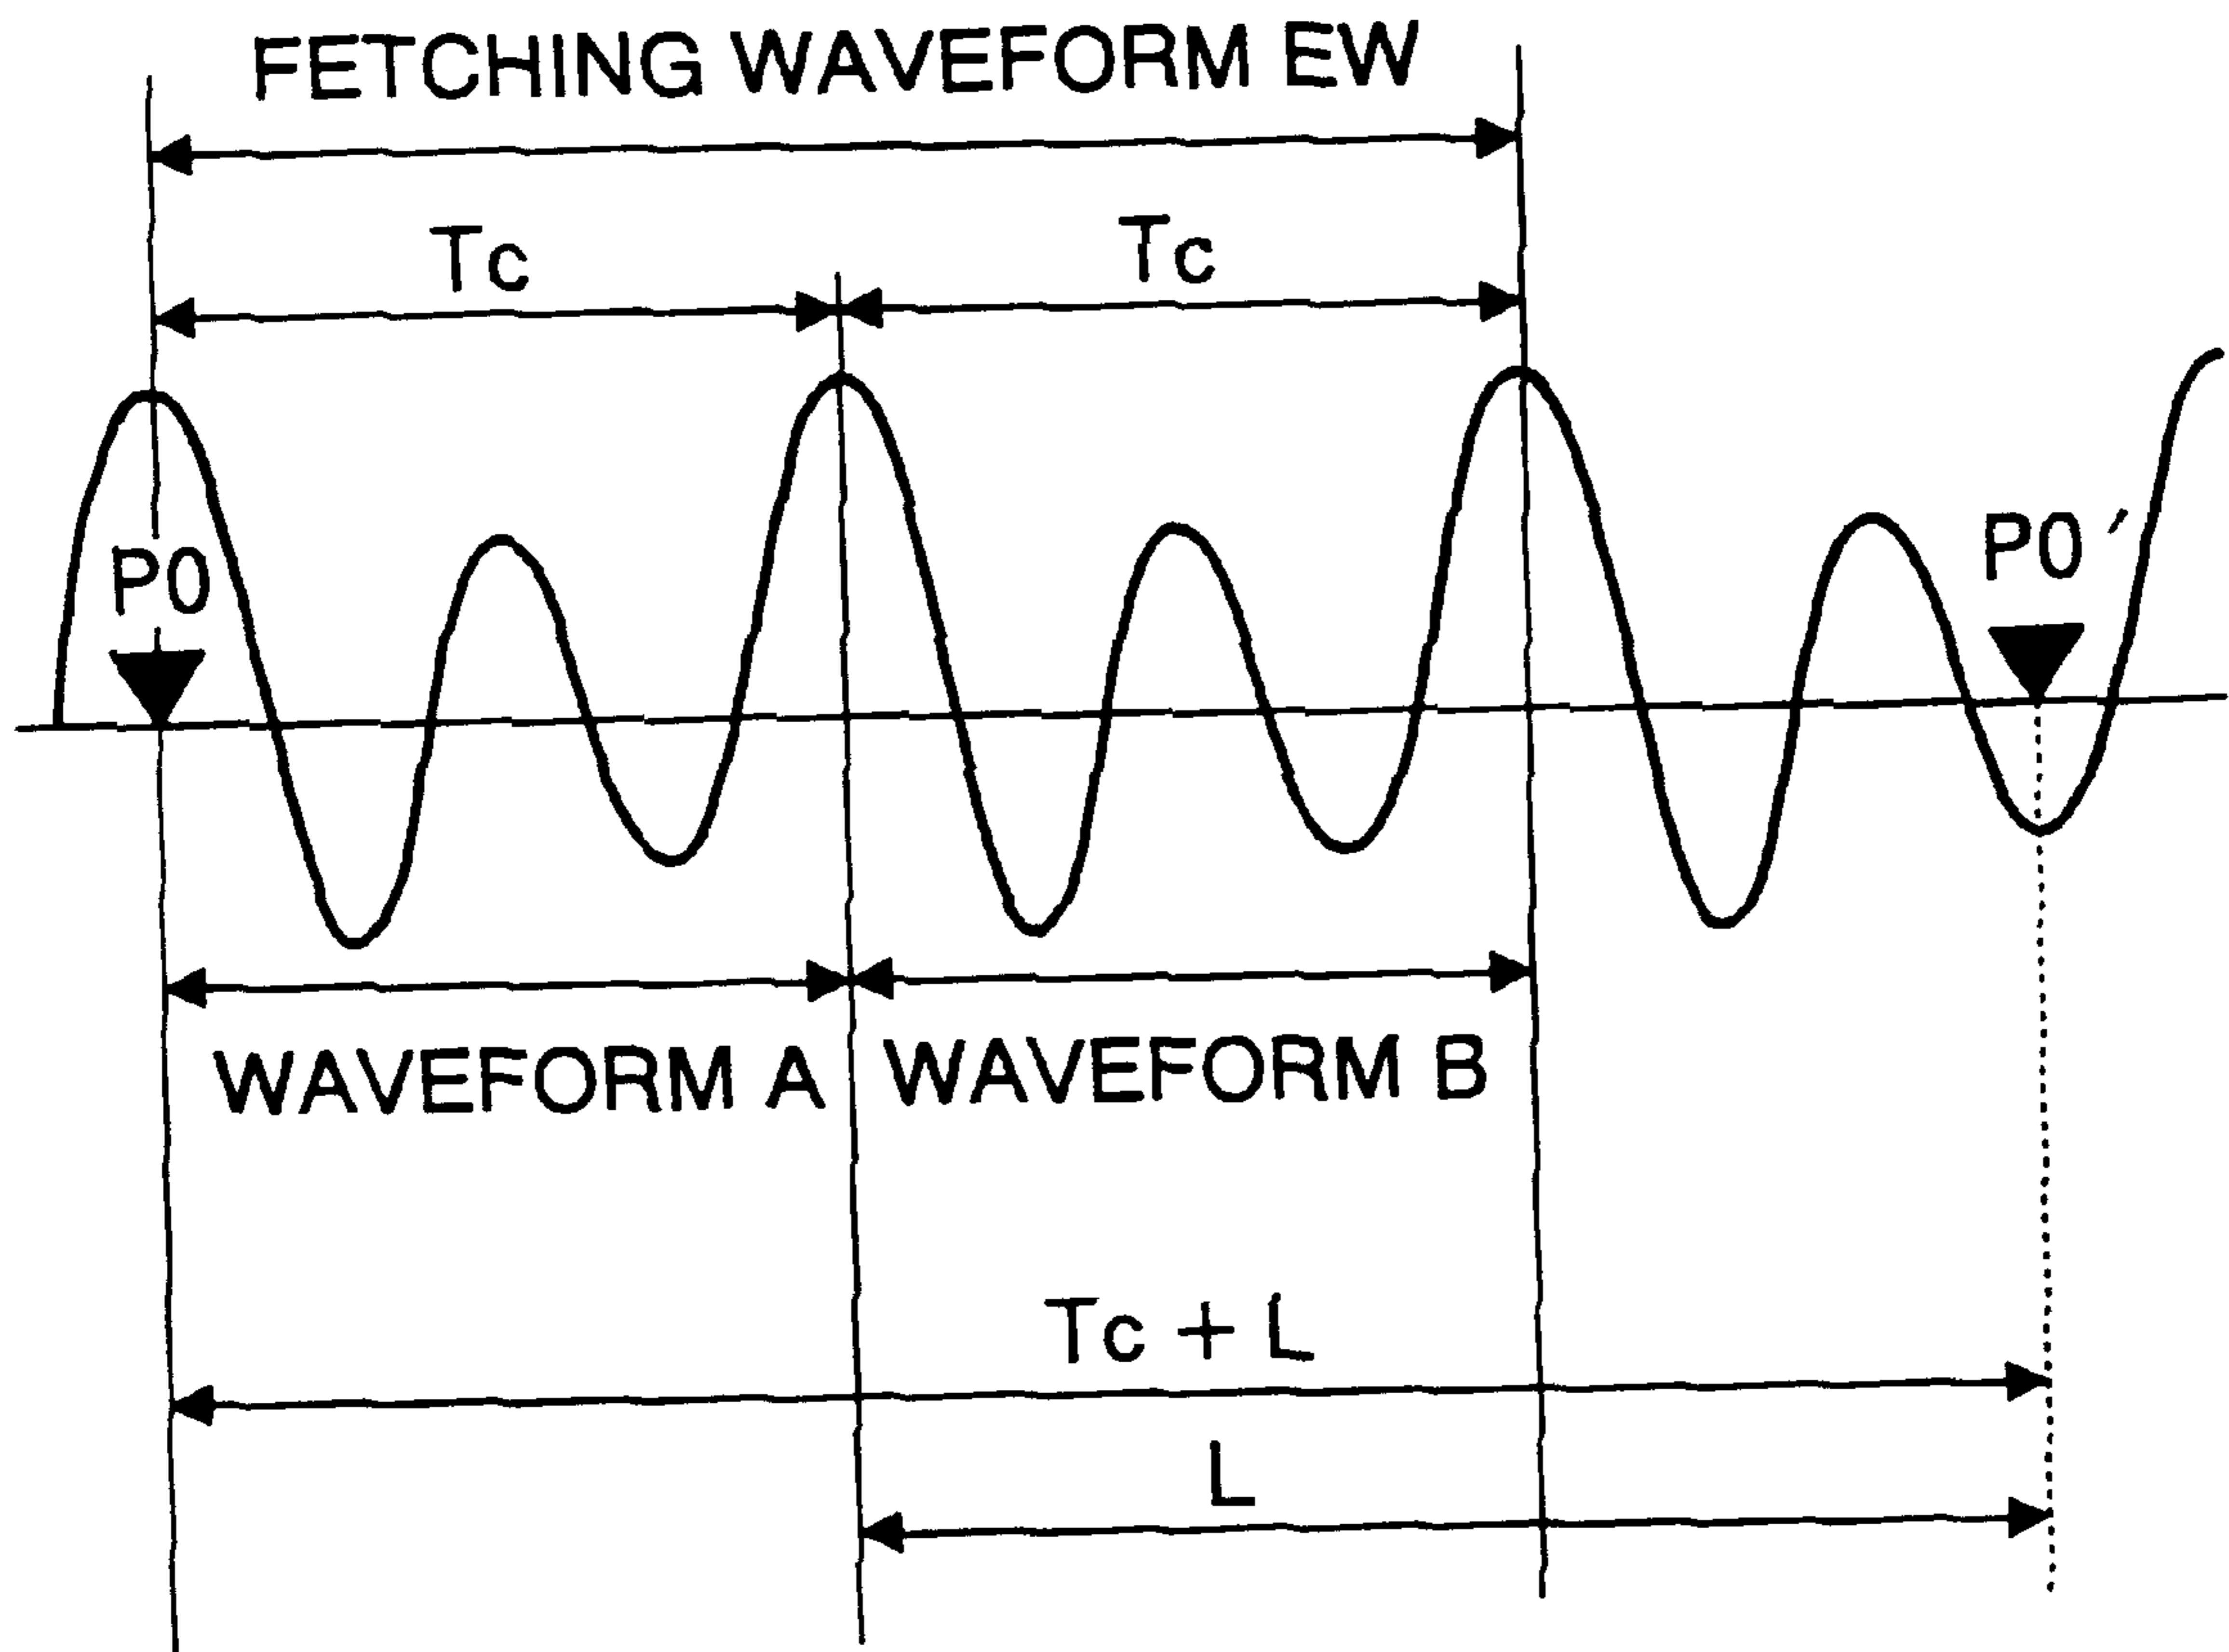 FETCHING WAVEFORM EW
Tc
Tc
P0
P0′
WAVEFORM A
WAVEFORM B
Tc + L
L